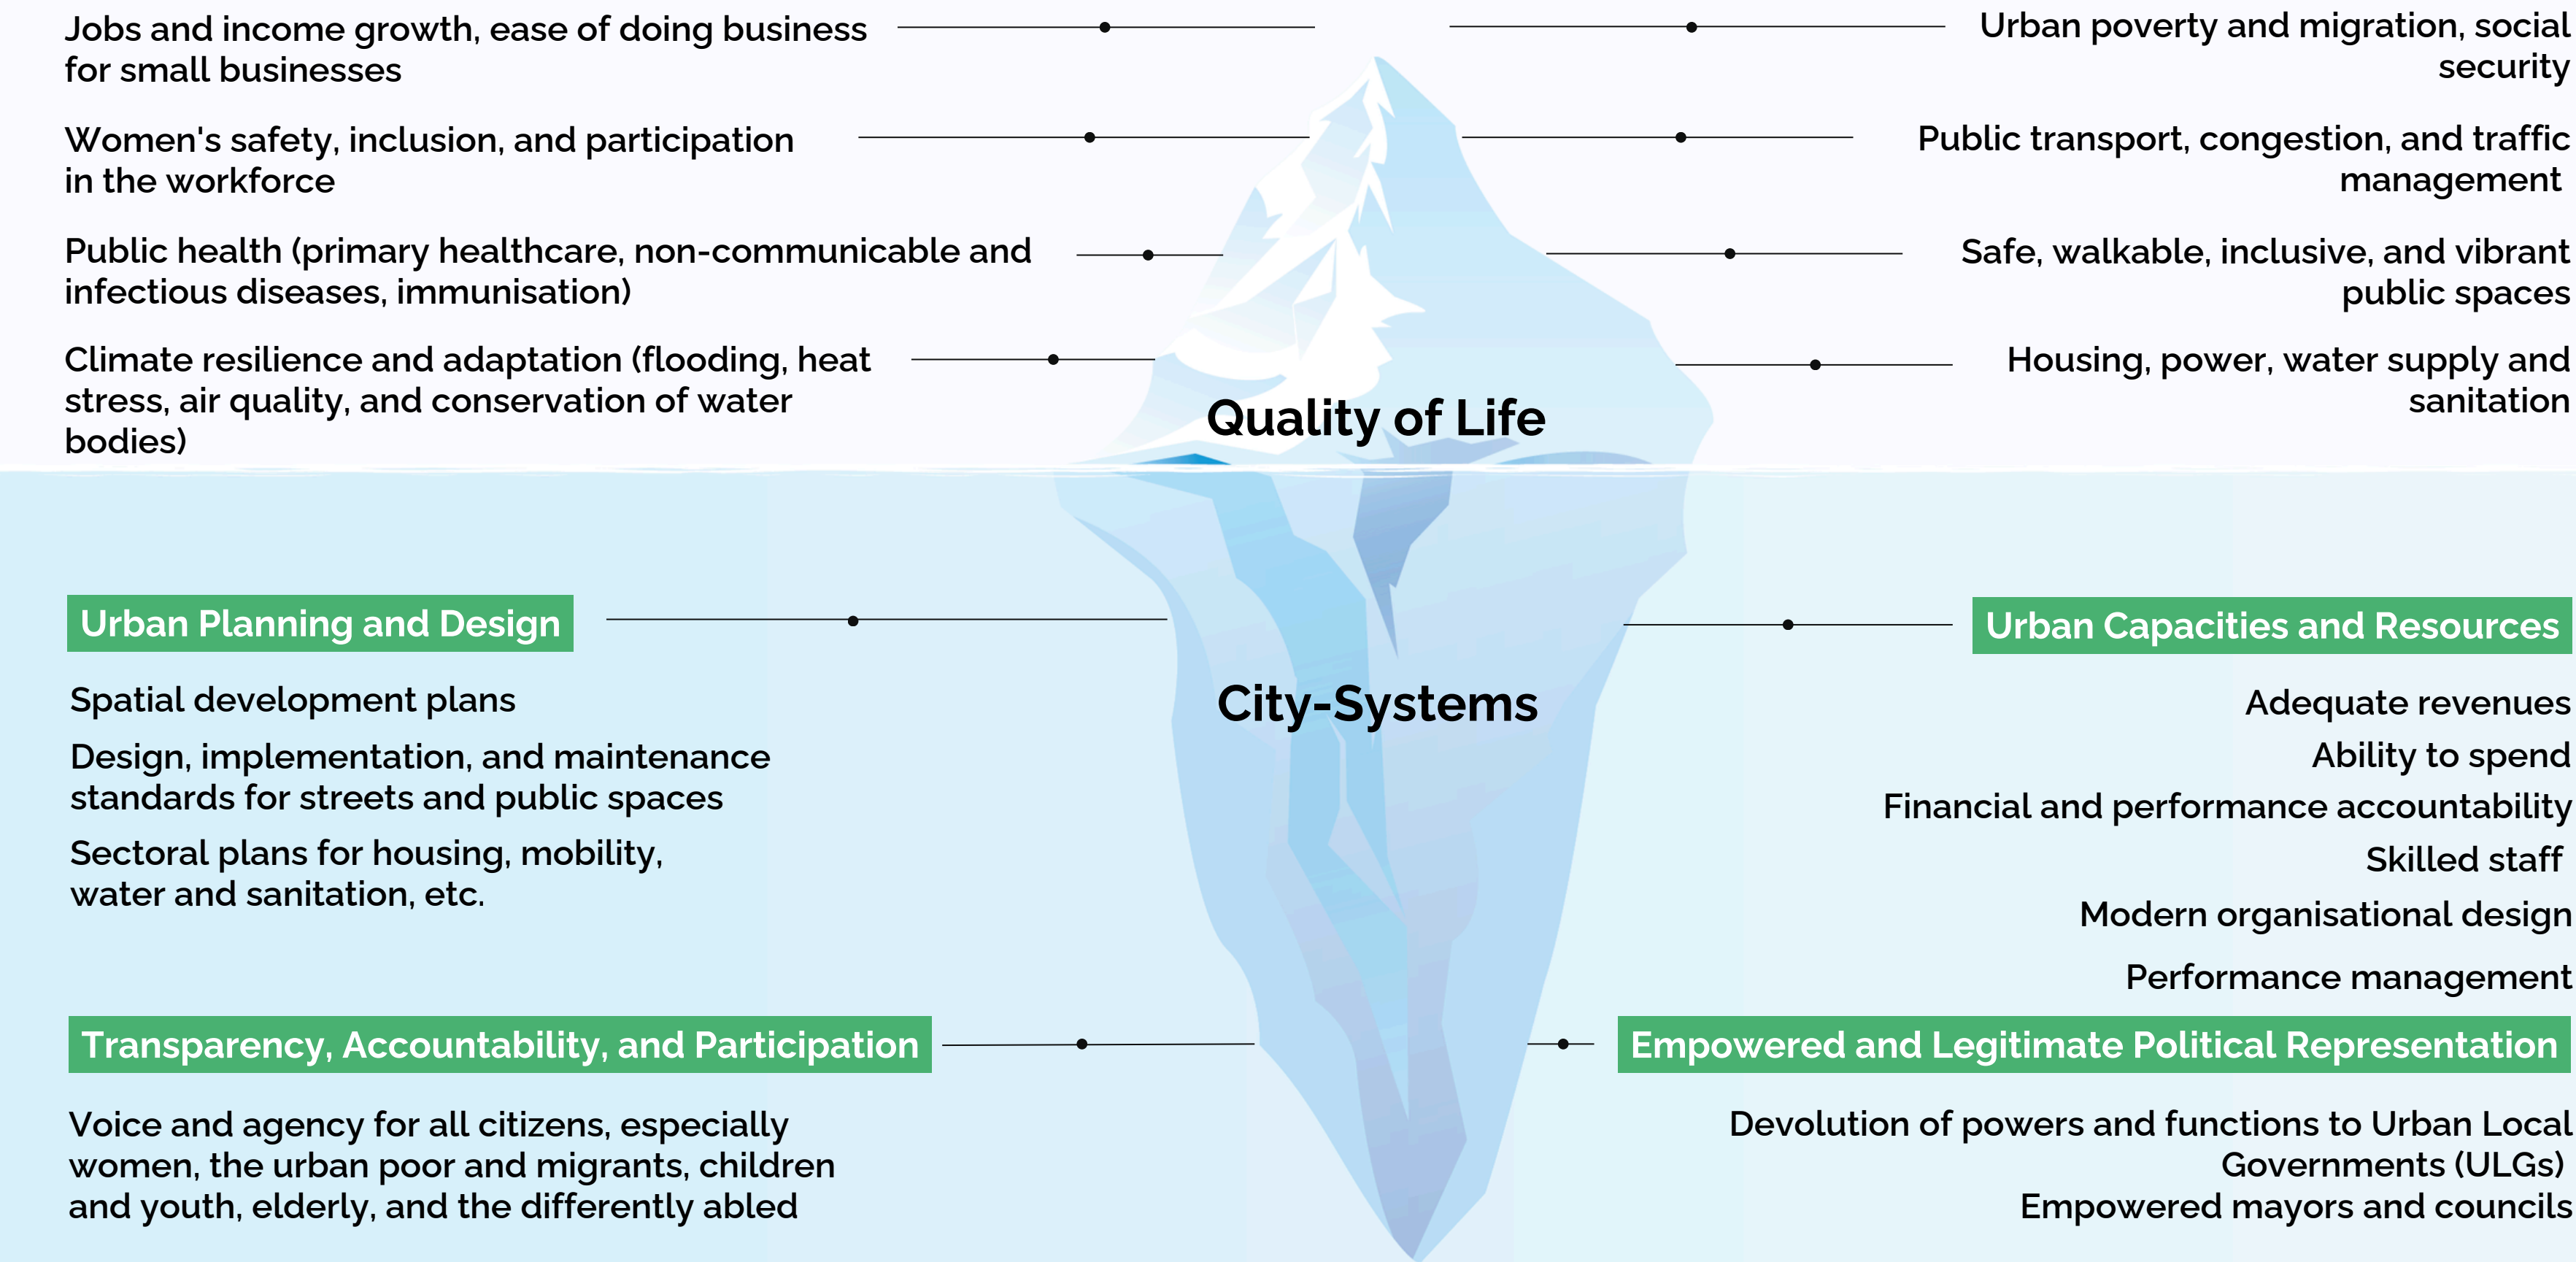 Jobs and income growth, ease of doing business
for small businesses
Women's safety, inclusion, and participation
in the workforce
Public health (primary healthcare, non-communicable and
infectious diseases, immunisation)
Climate resilience and adaptation (flooding, heat
stress, air quality, and conservation of water
bodies)
Urban poverty and migration, social
security
Public transport, congestion, and traffic
management
Safe, walkable, inclusive, and vibrant
public spaces
Housing, power, water supply and
sanitation
Quality of Life
City-Systems
Urban Planning and Design
Spatial development plans
Design, implementation, and maintenance
standards for streets and public spaces
Sectoral plans for housing, mobility,
water and sanitation, etc.
Urban Capacities and Resources
Adequate revenues
Ability to spend
Financial and performance accountability
Skilled staff
Modern organisational design
Performance management
Transparency, Accountability, and Participation
Voice and agency for all citizens, especially
women, the urban poor and migrants, children
and youth, elderly, and the differently abled
Empowered and Legitimate Political Representation
Devolution of powers and functions to Urban Local
Governments (ULGs)
Empowered mayors and councils